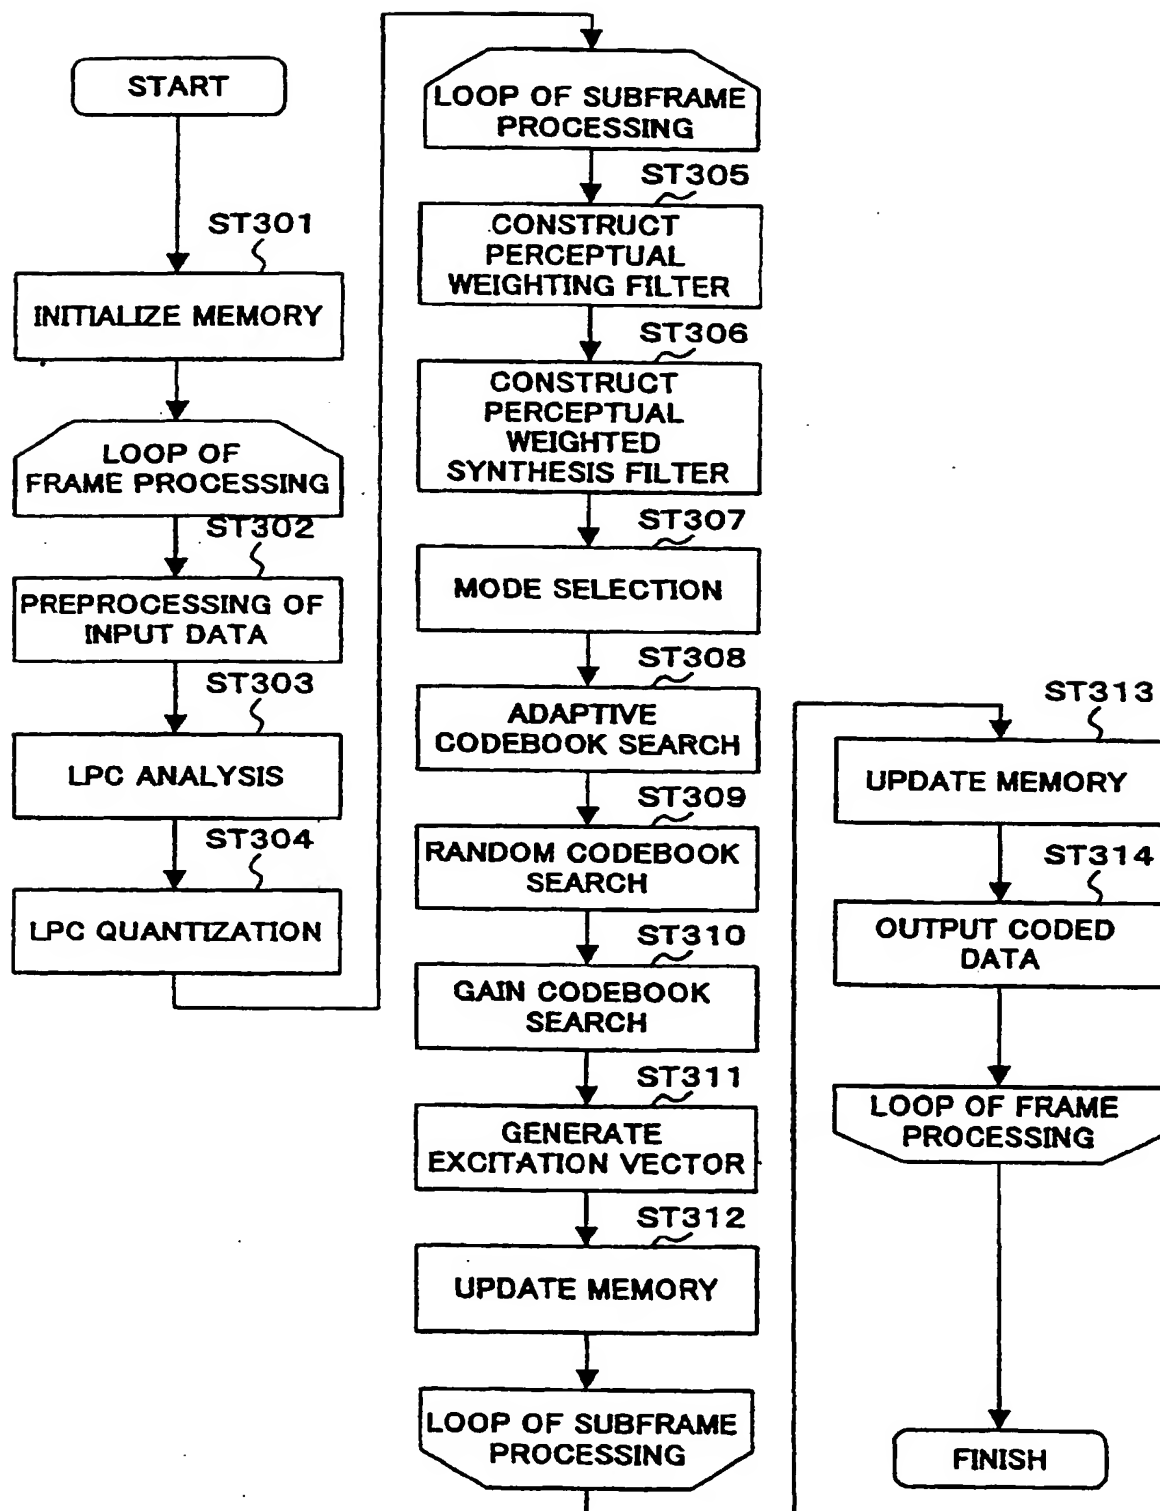 START
ST301
INITIALIZE MEMORY
LOOP OF
FRAME PROCESSING
ST302
PREPROCESSING OF
INPUT DATA
ST303
LPC ANALYSIS
ST304
LPC QUANTIZATION
LOOP OF SUBFRAME
PROCESSING
ST305
CONSTRUCT
PERCEPTUAL
WEIGHTING FILTER
ST306
CONSTRUCT
PERCEPTUAL
WEIGHTED
SYNTHESIS FILTER
ST307
MODE SELECTION
ST308
ADAPTIVE
CODEBOOK SEARCH
ST309
RANDOM CODEBOOK
SEARCH
ST310
GAIN CODEBOOK
SEARCH
ST311
GENERATE
EXCITATION VECTOR
ST312
UPDATE MEMORY
LOOP OF SUBFRAME
PROCESSING
ST313
UPDATE MEMORY
ST314
OUTPUT CODED
DATA
LOOP OF FRAME
PROCESSING
FINISH